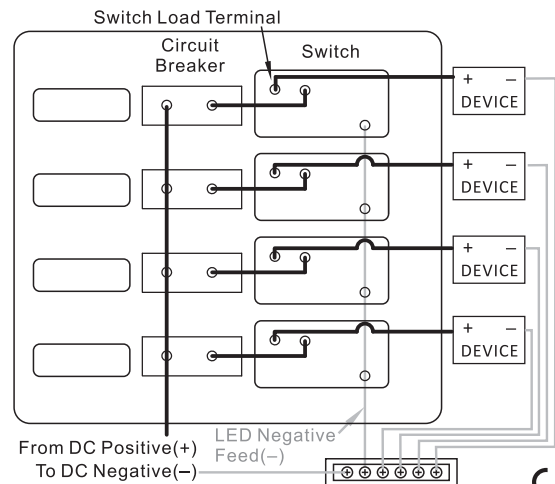 Switch Load Terminal
Circuit
Breaker
Switch
+ −
DEVICE
+ −
DEVICE
+ −
DEVICE
+ −
DEVICE
LED Negative
Feed(−)
From DC Positive(+)
To DC Negative(−)